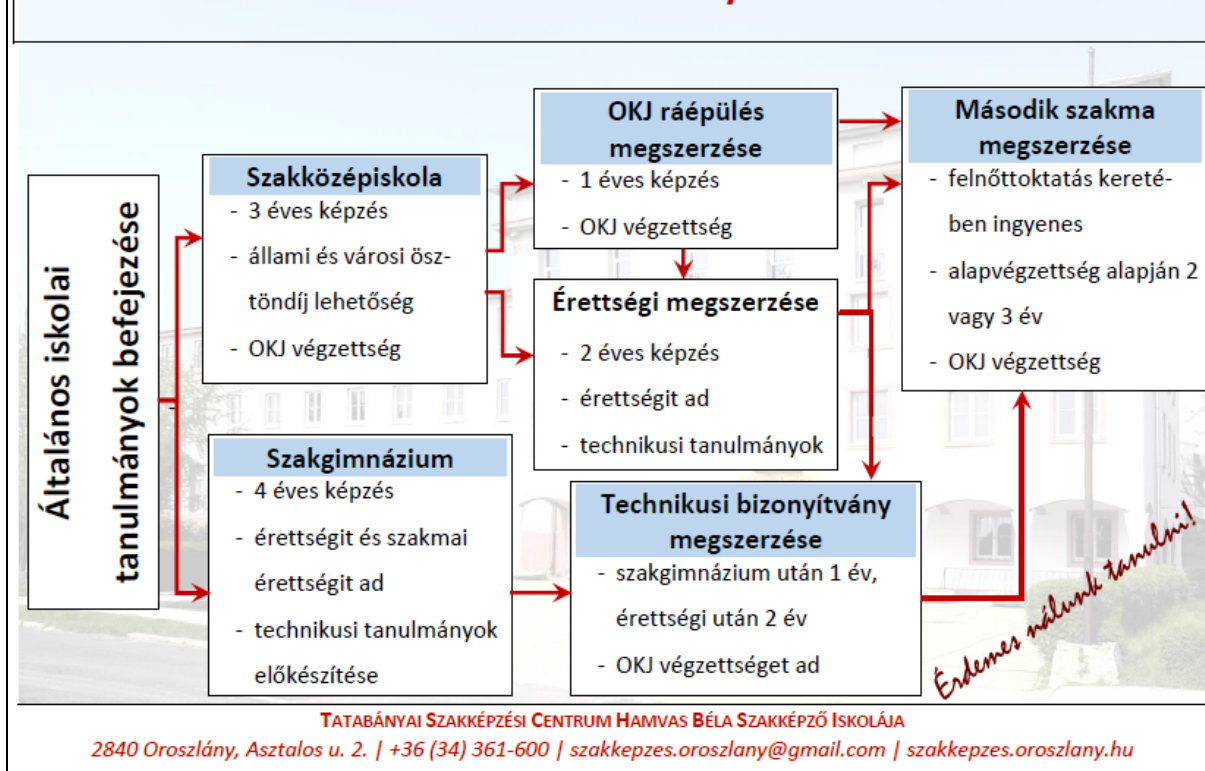 Általános iskolai
tanulmányok befejezése
Szakközépiskola
- 3 éves képzés
- állami és városi ösz-
töndíj lehetőség
- OKJ végzettség
Szakgimnázium
- 4 éves képzés
- érettségit és szakmai
érettségit ad
- technikusi tanulmányok
előkészítése
OKJ ráépülés
megszerzése
- 1 éves képzés
- OKJ végzettség
Érettségi megszerzése
- 2 éves képzés
- érettségit ad
- technikusi tanulmányok
Technikusi bizonyítvány
megszerzése
- szakgimnázium után 1 év,
érettségi után 2 év
- OKJ végzettséget ad
Második szakma
megszerzése
- felnőttoktatás kereté-
ben ingyenes
- alapvégzettség alapján 2
vagy 3 év
- OKJ végzettség
Érdemes nálunk tanulni!
TATABÁNYAI SZAKKÉPZÉSI CENTRUM HAMVAS BÉLA SZAKKÉPZŐ ISKOLÁJA
2840 Oroszlány, Asztalos u. 2. | +36 (34) 361-600 | szakkepzes.oroszlany@gmail.com | szakkepzes.oroszlany.hu